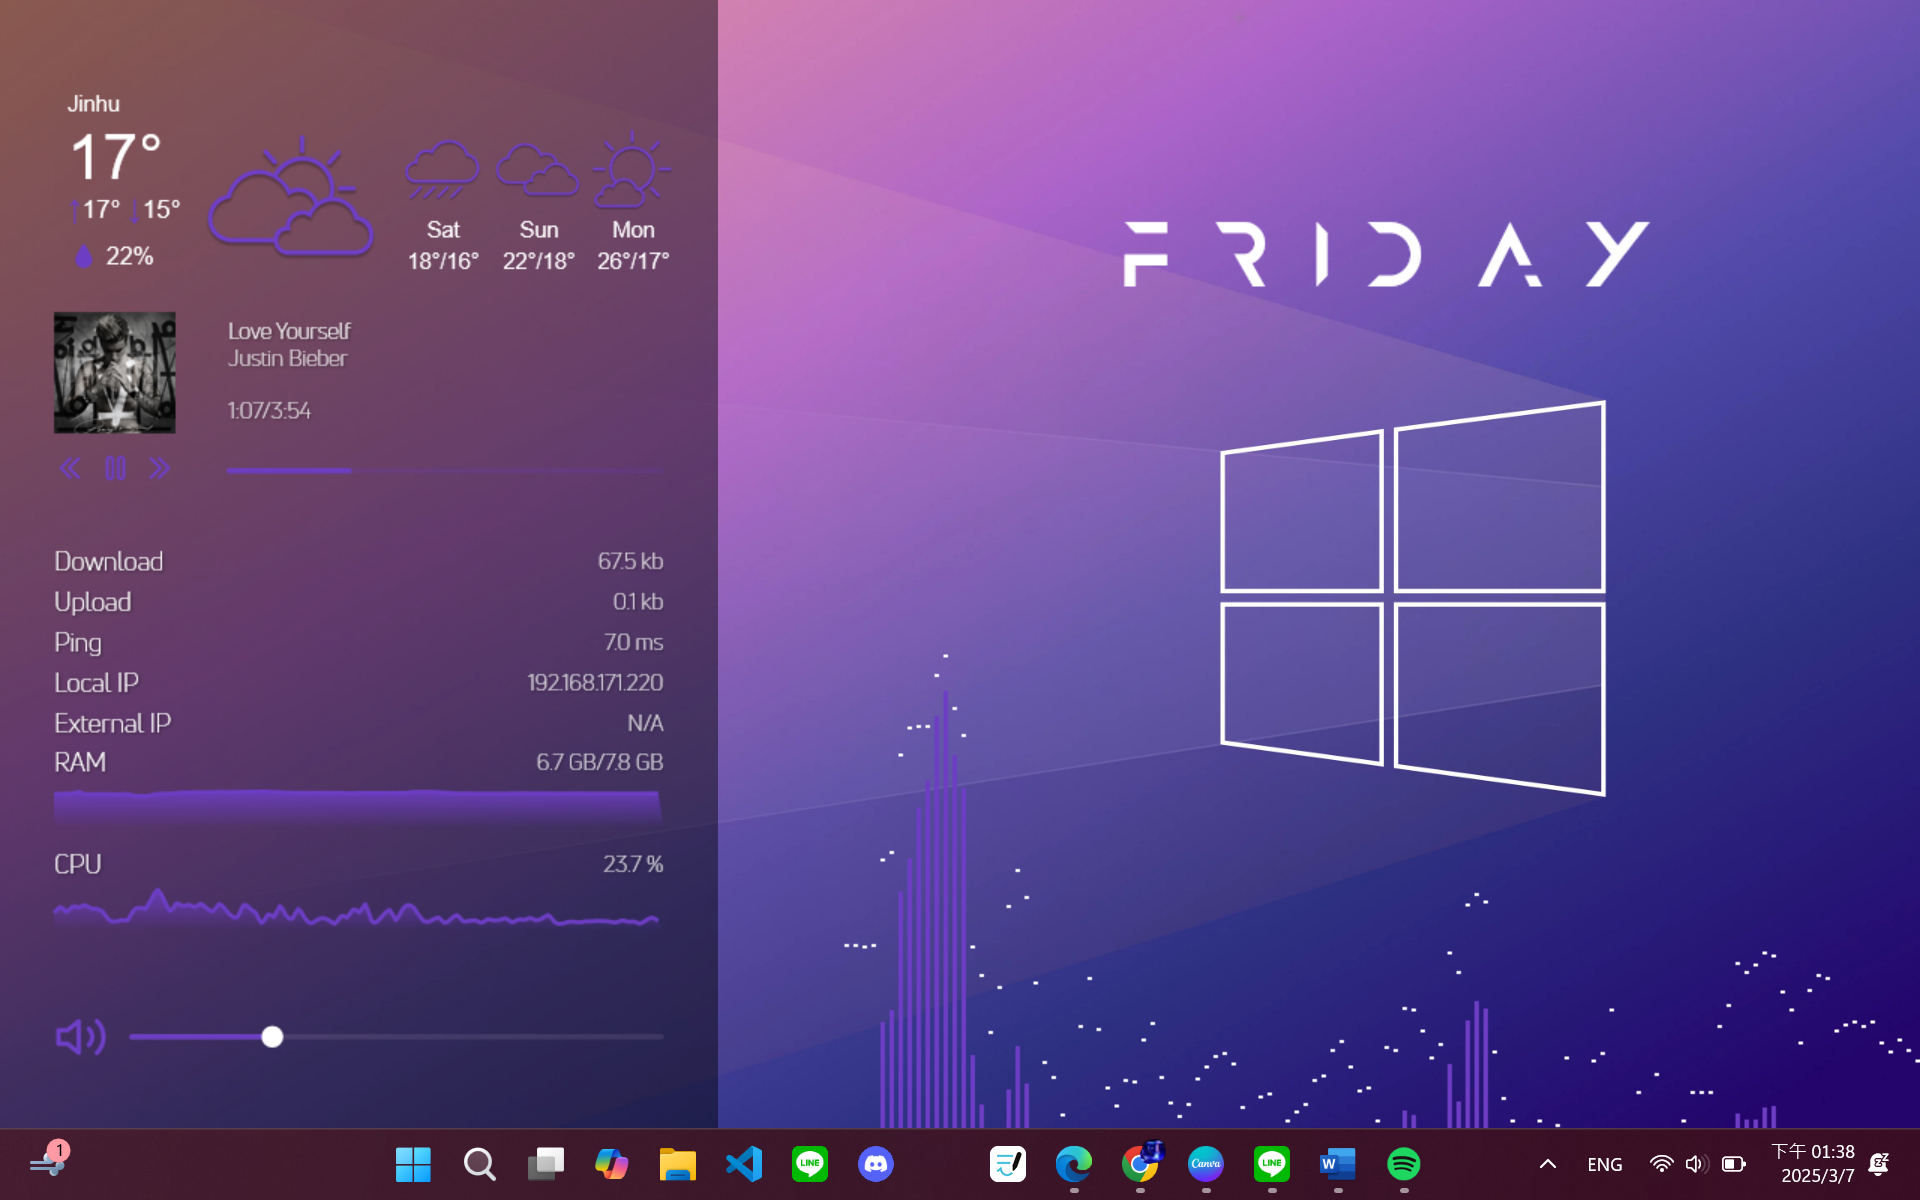 Jinhu
17°
↑17° ↓15°
22%
Sat
18°/16°
Sun
22°/18°
Mon
26°/17°
FRIDAY
Love Yourself
Justin Bieber
1:07/3:54
Download 67.5 kb
Upload 0.1 kb
Ping 7.0 ms
Local IP 192.168.171.220
External IP N/A
RAM 6.7 GB/7.8 GB
CPU 23.7 %
1
LINE
Canva
LINE
W
ENG
下午 01:38
2025/3/7